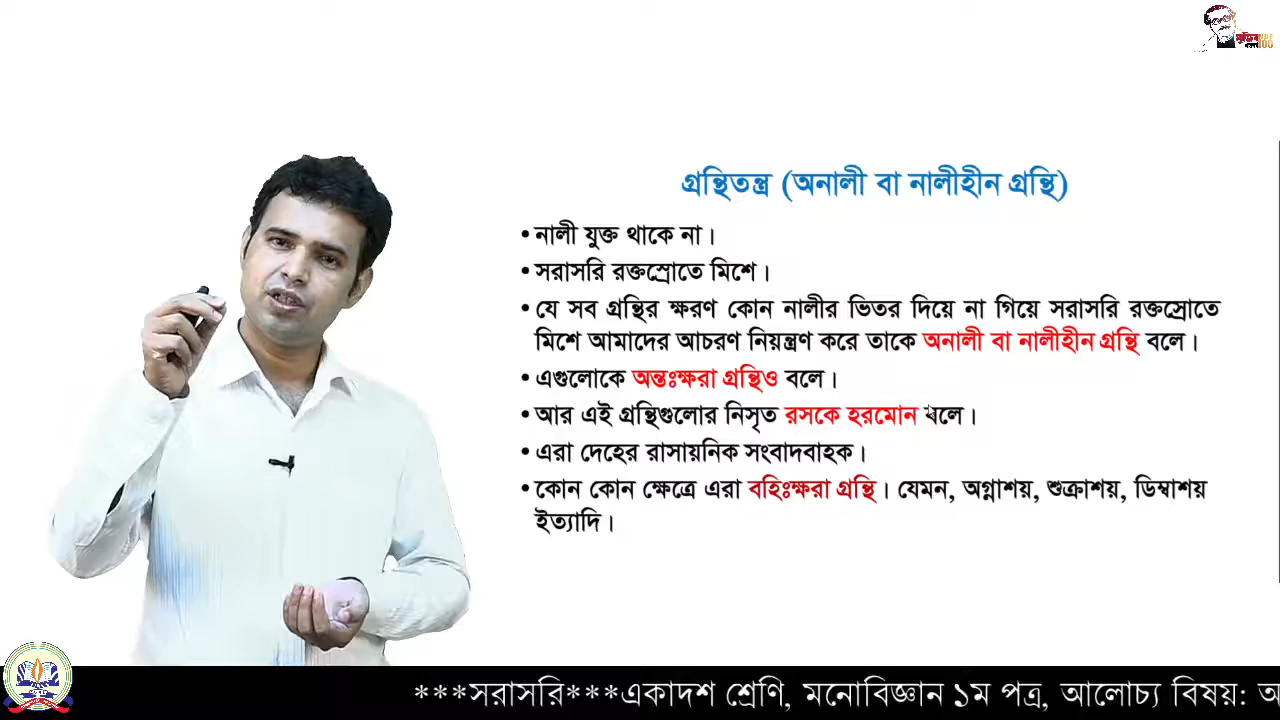 গ্রন্থিতন্ত্র (অনালী বা নালীহীন গ্রন্থি)
• নালী যুক্ত থাকে না।
• সরাসরি রক্তস্রোতে মিশে।
• যে সব গ্রন্থির ক্ষরণ কোন নালীর ভিতর দিয়ে না গিয়ে সরাসরি রক্তস্রোতে
মিশে আমাদের আচরণ নিয়ন্ত্রণ করে তাকে অনালী বা নালীহীন গ্রন্থি বলে।
• এগুলোকে অন্তঃক্ষরা গ্রন্থিও বলে।
• আর এই গ্রন্থিগুলোর নিসৃত রসকে হরমোন বলে।
• এরা দেহের রাসায়নিক সংবাদবাহক।
• কোন কোন ক্ষেত্রে এরা বহিঃক্ষরা গ্রন্থি। যেমন, অগ্নাশয়, শুক্রাশয়, ডিম্বাশয়
ইত্যাদি।
***সরাসরি***একাদশ শ্রেণি, মনোবিজ্ঞান ১ম পত্র, আলোচ্য বিষয়: